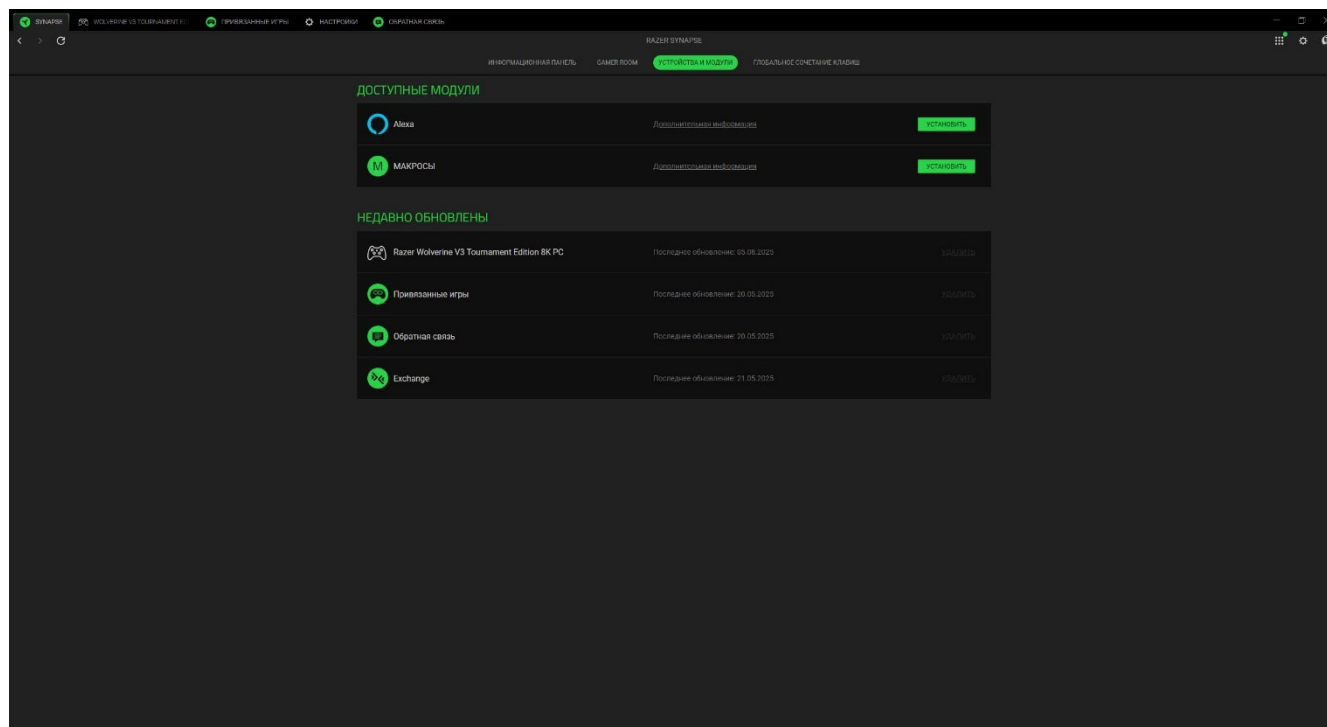 SYNAPSE WOLVERINE V3 TOURNAMENT ED ПРИВЯЗАННЫЕ ИГРЫ НАСТРОЙКИ ОБРАТНАЯ СВЯЗЬ
RAZER SYNAPSE
ИНФОРМАЦИОННАЯ ПАНЕЛЬ GAMER ROOM УСТРОЙСТВА И МОДУЛИ ГЛОБАЛЬНОЕ СОЧЕТАНИЕ КЛАВИШ
ДОСТУПНЫЕ МОДУЛИ
Alexa Дополнительная информация УСТАНОВИТЬ
M МАКРОСЫ Дополнительная информация УСТАНОВИТЬ
НЕДАВНО ОБНОВЛЕНЫ
Razer Wolverine V3 Tournament Edition 8K PC Последнее обновление: 05.08.2025 УДАЛИТЬ
Привязанные игры Последнее обновление: 20.05.2025 УДАЛИТЬ
Обратная связь Последнее обновление: 20.05.2025 УДАЛИТЬ
Exchange Последнее обновление: 21.05.2025 УДАЛИТЬ